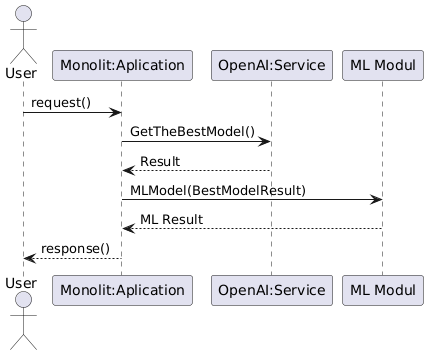 User
Monolit:Aplication
OpenAI:Service
ML Modul
request()
GetTheBestModel()
Result
MLModel(BestModelResult)
ML Result
response()
User
Monolit:Aplication
OpenAI:Service
ML Modul